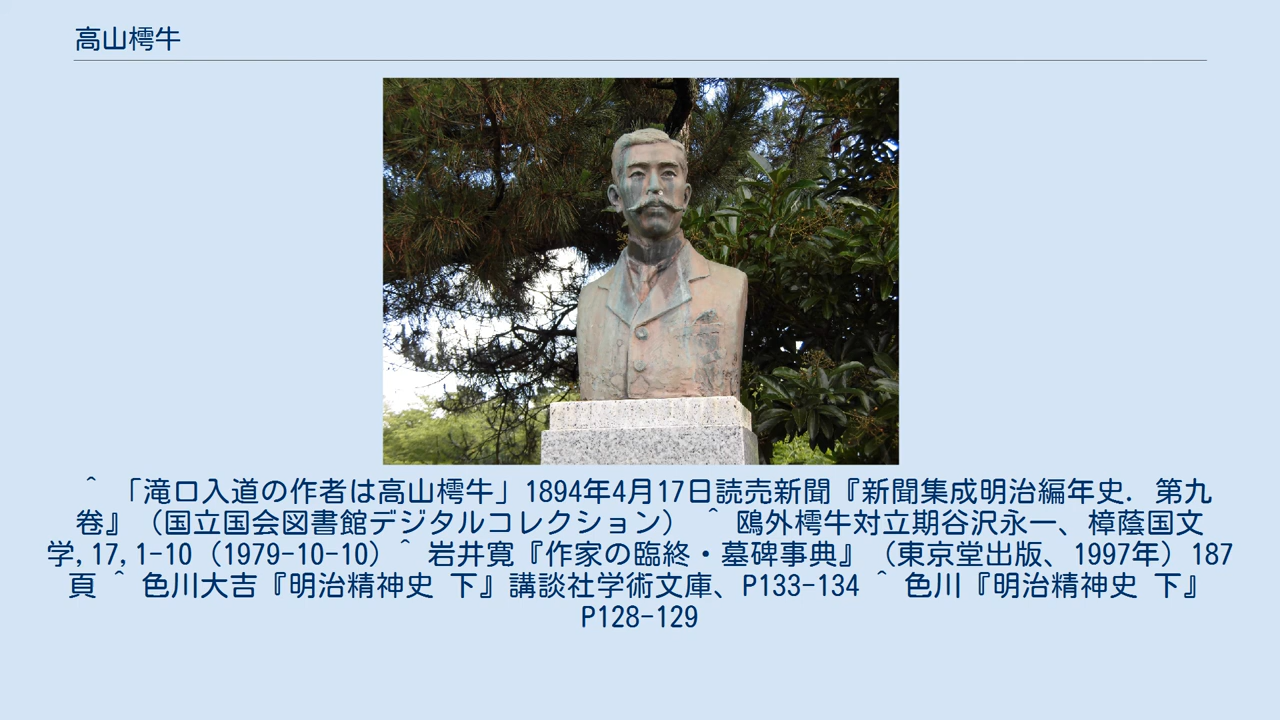 高山樗牛
^ 「滝口入道の作者は高山樗牛」1894年4月17日読売新聞『新聞集成明治編年史. 第九
巻』（国立国会図書館デジタルコレクション） ^ 鴎外樗牛対立期谷沢永一、樟蔭国文
学,17,1-10（1979-10-10）^ 岩井寛『作家の臨終・墓碑事典』（東京堂出版、1997年）187
頁 ^ 色川大吉『明治精神史 下』講談社学術文庫、P133-134 ^ 色川『明治精神史 下』
P128-129